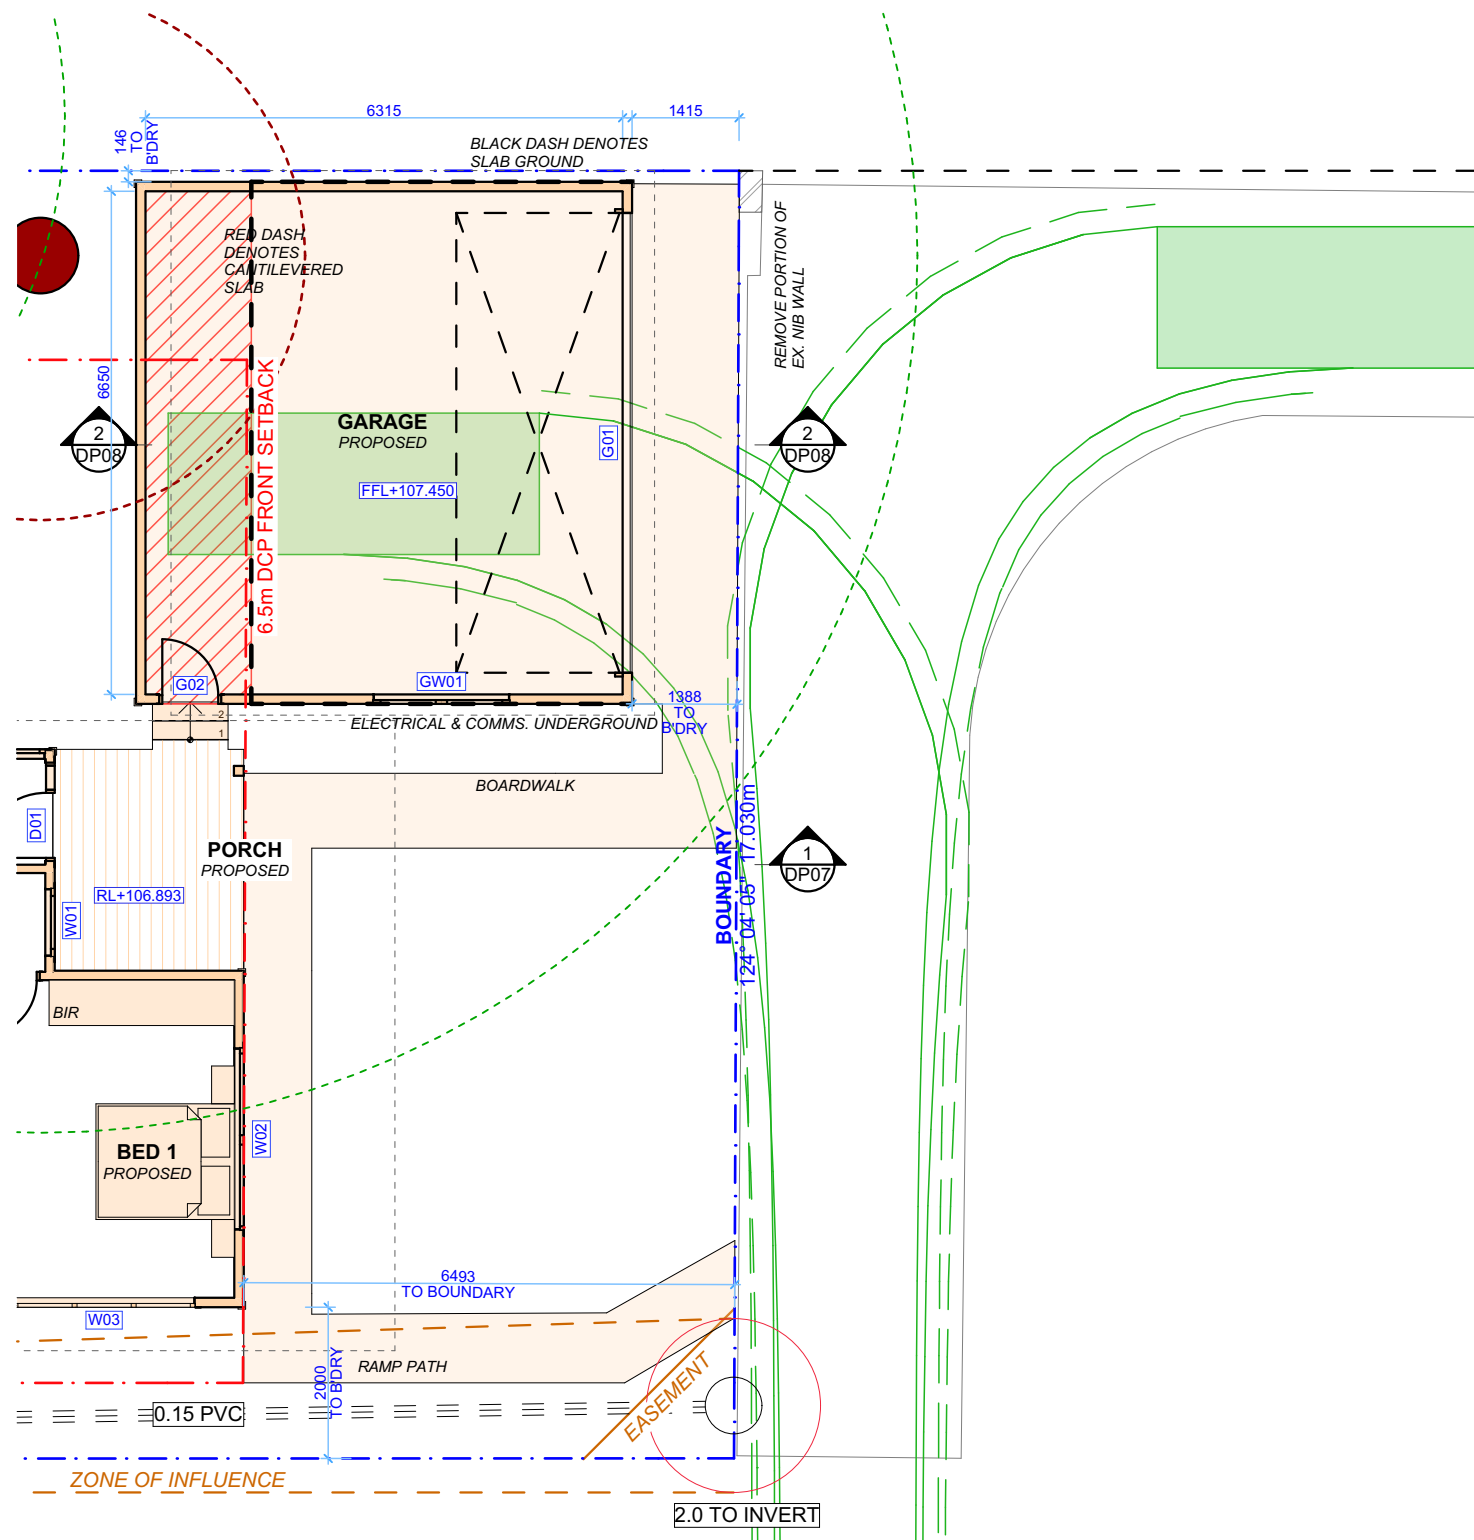 6315
1415
146
TO
B'DRY
BLACK DASH DENOTES
SLAB GROUND
RED DASH
DENOTES
CANTILEVERED
SLAB
REMOVE PORTION OF
EX. NIB WALL
6650
6.5m DCP FRONT SETBACK
GARAGE
PROPOSED
FFL+107.450
G01
2
DP08
2
DP08
G02
GW01
2
1
1388
TO
B'DRY
ELECTRICAL & COMMS. UNDERGROUND
BOARDWALK
D01
PORCH
PROPOSED
RL+106.893
W01
BOUNDARY
124° 04' 05" 17.030m
1
DP07
BIR
BED 1
PROPOSED
W02
6493
TO BOUNDARY
W03
RAMP PATH
2000
TO B'DRY
EASEMENT
0.15 PVC
ZONE OF INFLUENCE
2.0 TO INVERT